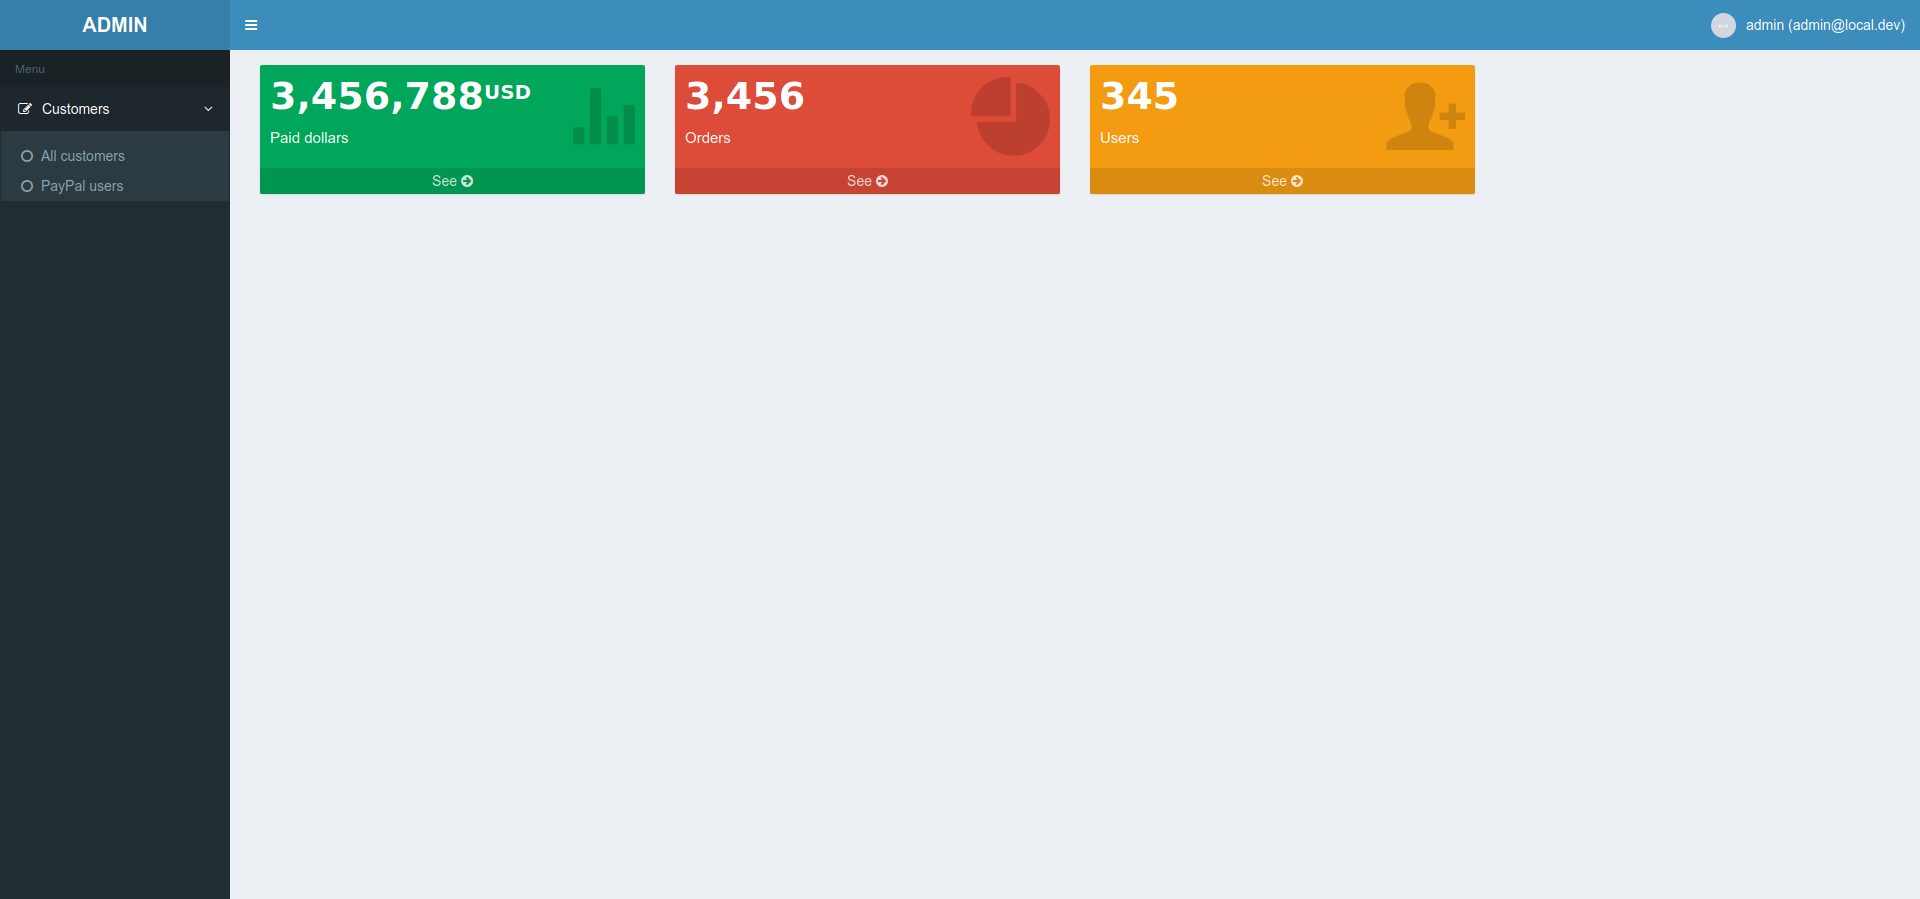 ADMIN
admin (admin@local.dev)
Menu
Customers
All customers
PayPal users
3,456,788USD
Paid dollars
See
3,456
Orders
See
345
Users
See